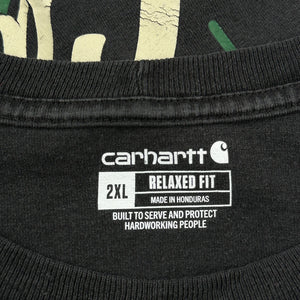 carhartt
2XL RELAXED FIT
MADE IN HONDURAS
BUILT TO SERVE AND PROTECT
HARDWORKING PEOPLE